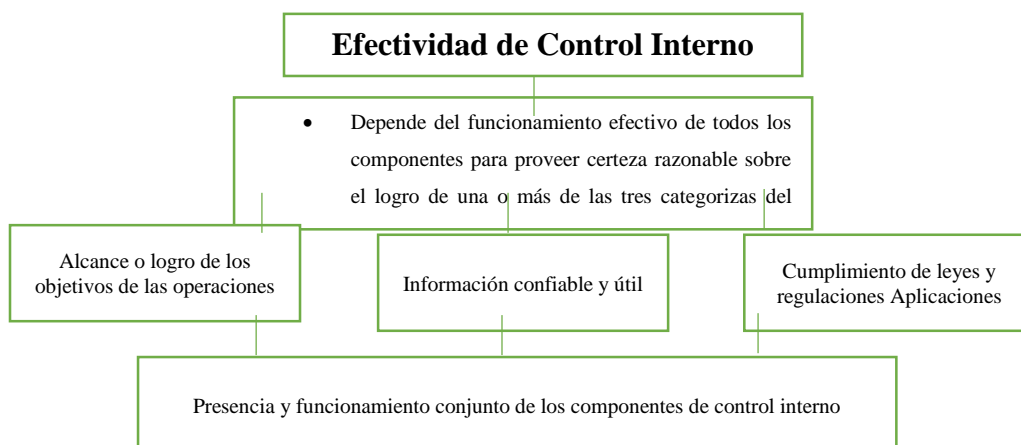 Efectividad de Control Interno
• Depende del funcionamiento efectivo de todos los
componentes para proveer certeza razonable sobre
el logro de una o más de las tres categorizas del
Alcance o logro de los
objetivos de las operaciones
Información confiable y útil
Cumplimiento de leyes y
regulaciones Aplicaciones
Presencia y funcionamiento conjunto de los componentes de control interno